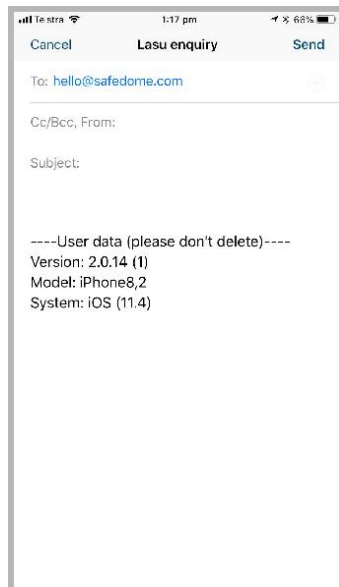 Telstra 1:17 pm 68%
Cancel Lasu enquiry Send
To: hello@safedome.com
Cc/Bcc, From:
Subject:
----User data (please don't delete)----
Version: 2.0.14 (1)
Model: iPhone8,2
System: iOS (11.4)